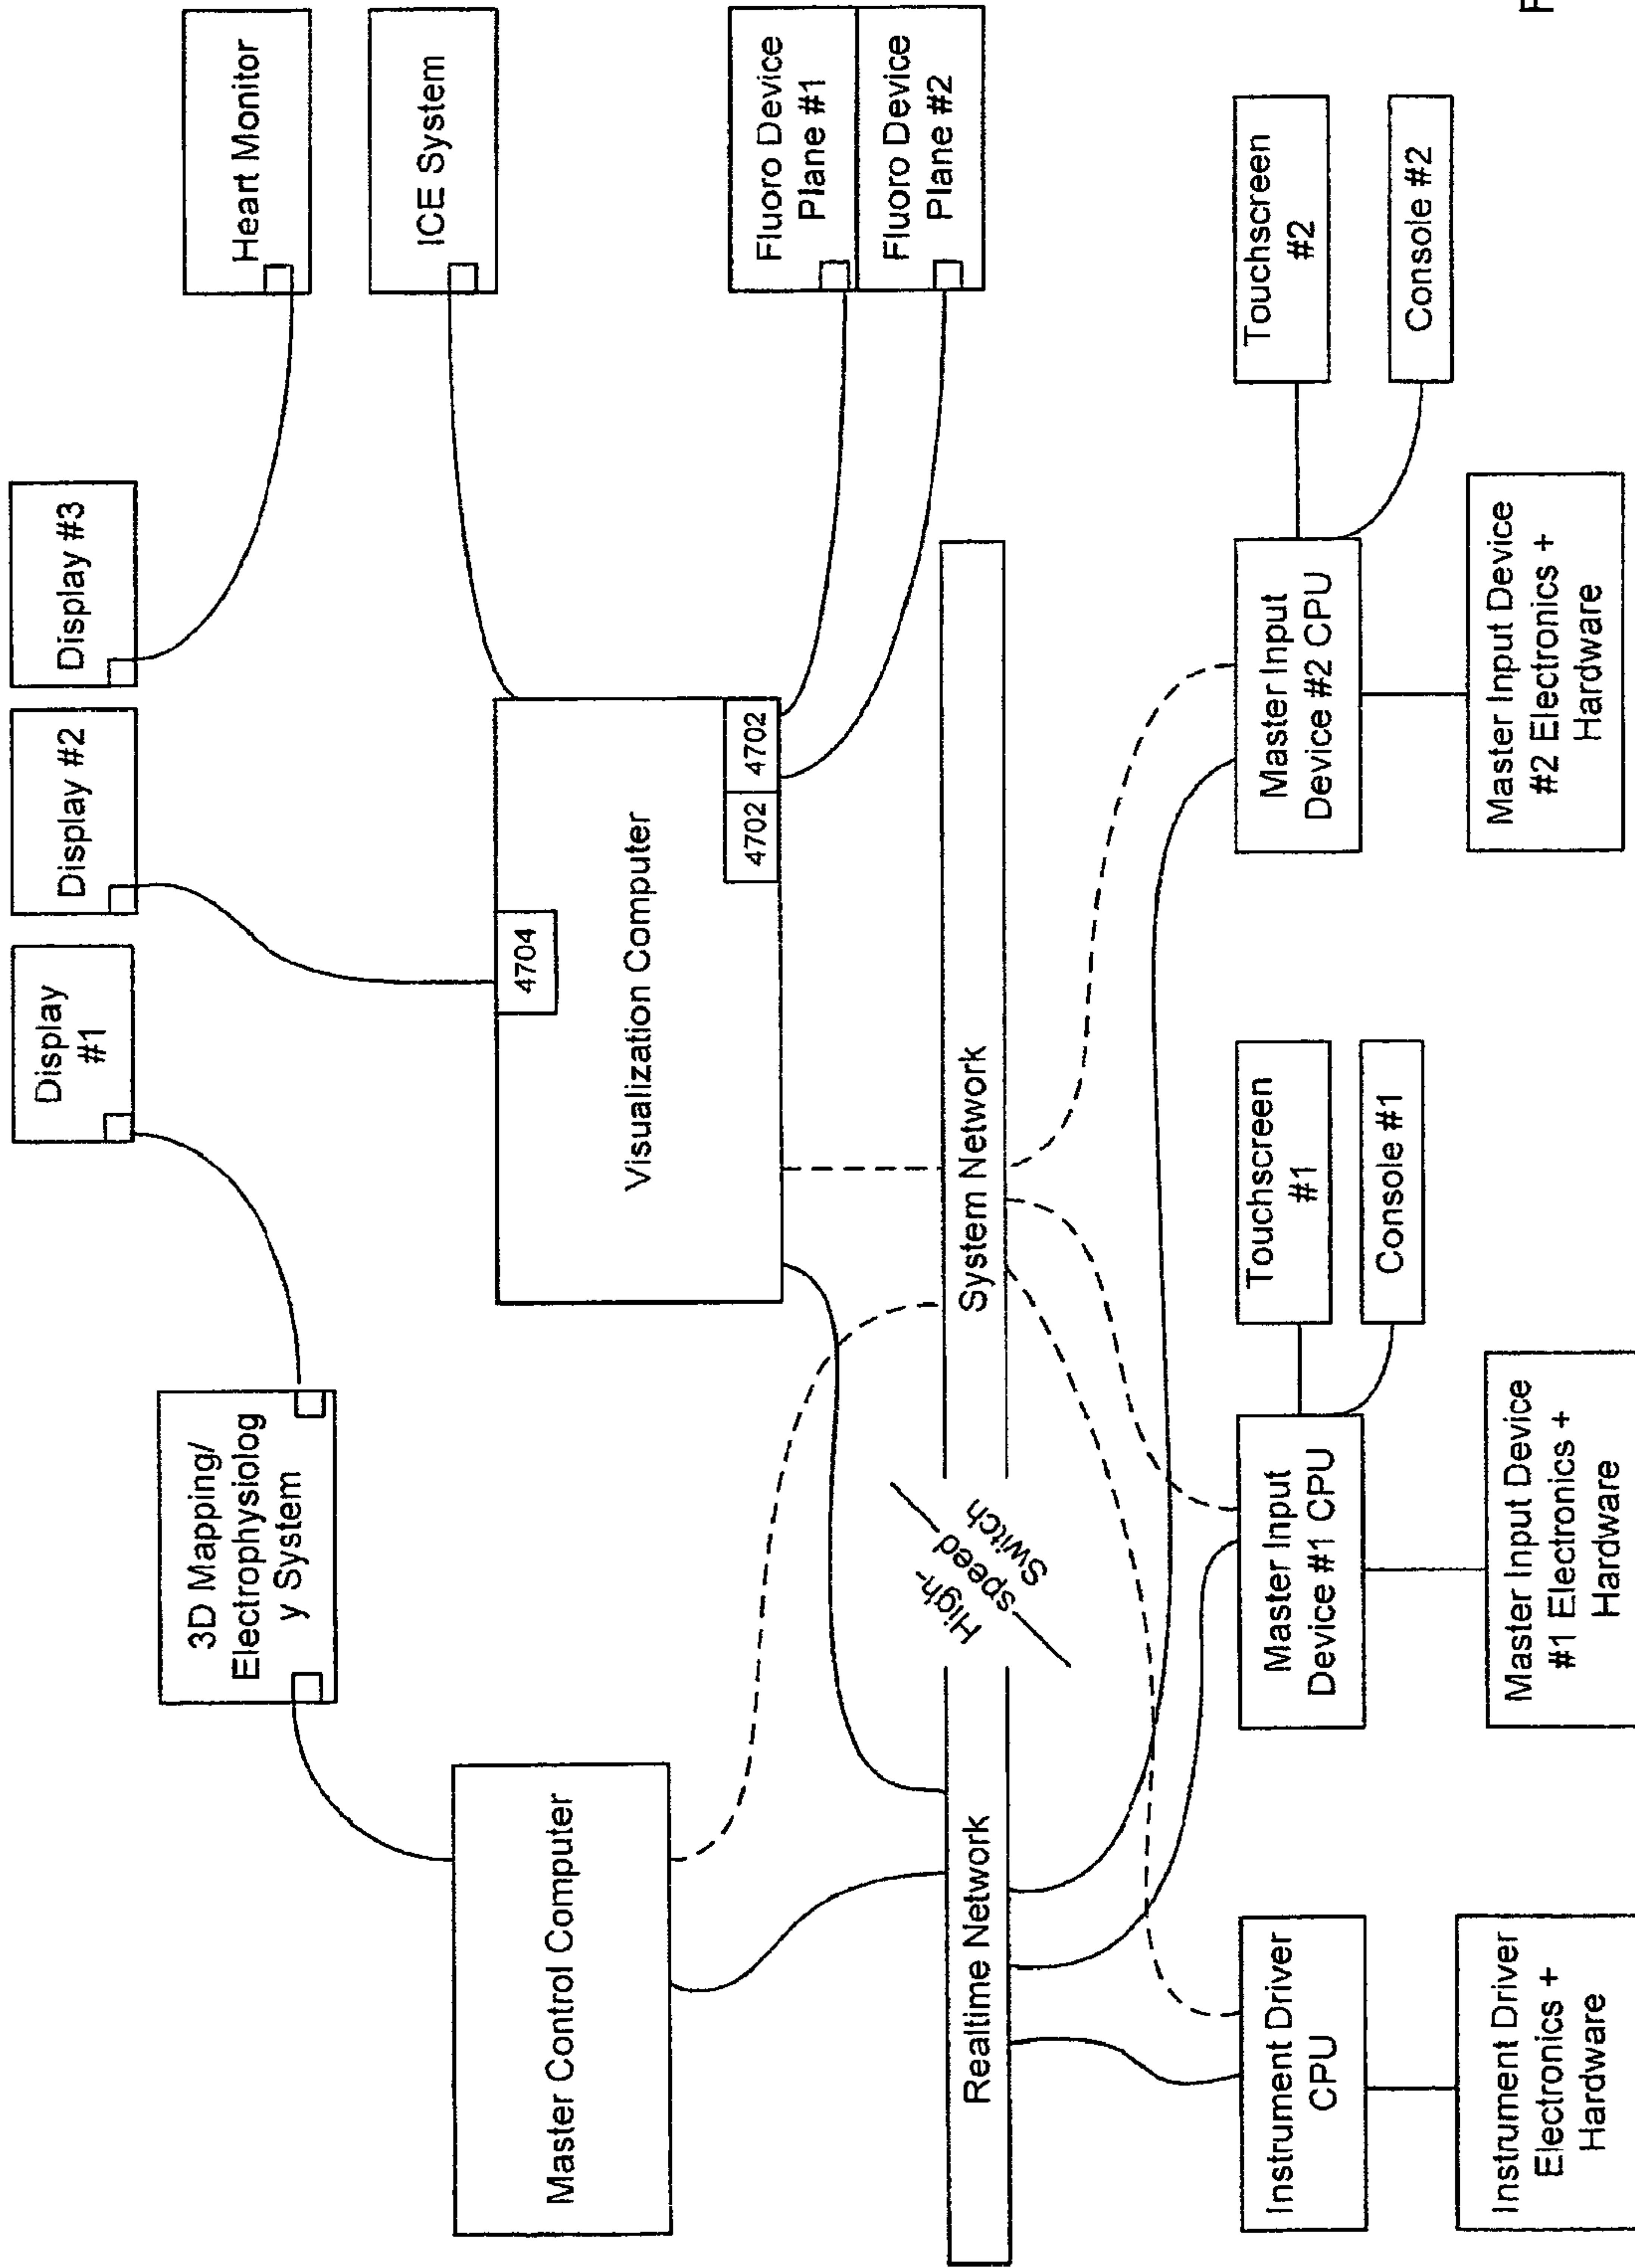 Display
#1
Display #2
Display #3
3D Mapping/
Electrophysiolog
y System
Heart Monitor
ICE System
Master Control Computer
4704
Visualization Computer
4702
4702
Fluoro Device
Plane #1
Fluoro Device
Plane #2
Realtime Network
High-
speed
Switch
System Network
Instrument Driver
CPU
Instrument Driver
Electronics +
Hardware
Master Input
Device #1 CPU
Touchscreen
#1
Console #1
Master Input Device
#1 Electronics +
Hardware
Master Input
Device #2 CPU
Touchscreen
#2
Console #2
Master Input Device
#2 Electronics +
Hardware